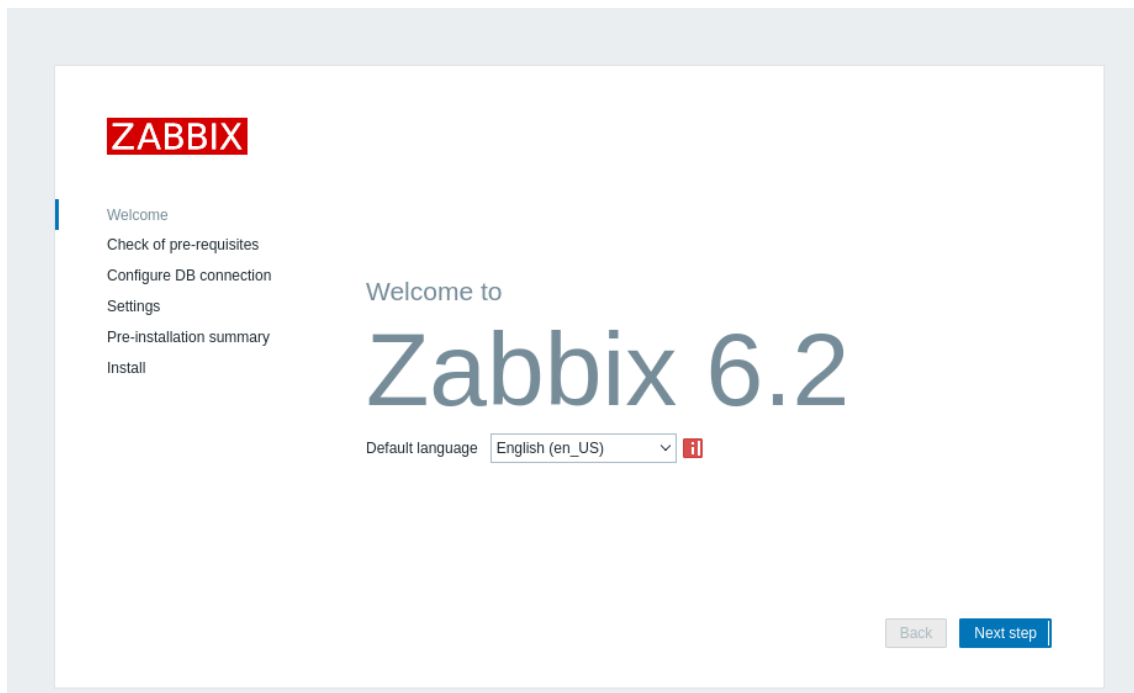 ZABBIX
Welcome
Check of pre-requisites
Configure DB connection
Settings
Pre-installation summary
Install
Welcome to
Zabbix 6.2
Default language English (en_US)
Back Next step